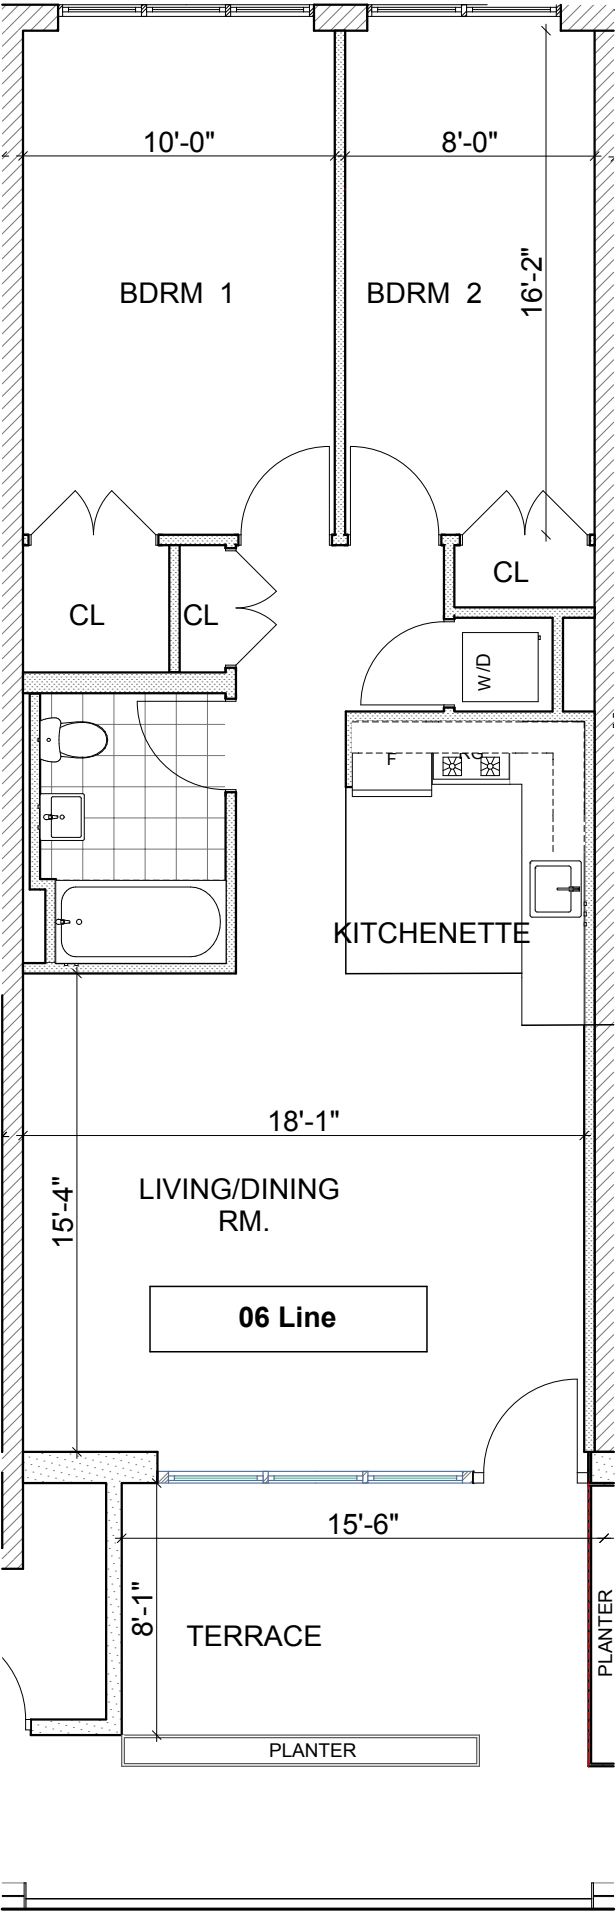 10'-0"
8'-0"
BDRM 1
BDRM 2
16'-2"
CL
CL
CL
W/D
F
RG
KITCHENETTE
18'-1"
15'-4"
LIVING/DINING
RM.
06 Line
15'-6"
8'-1"
TERRACE
PLANTER
PLANTER